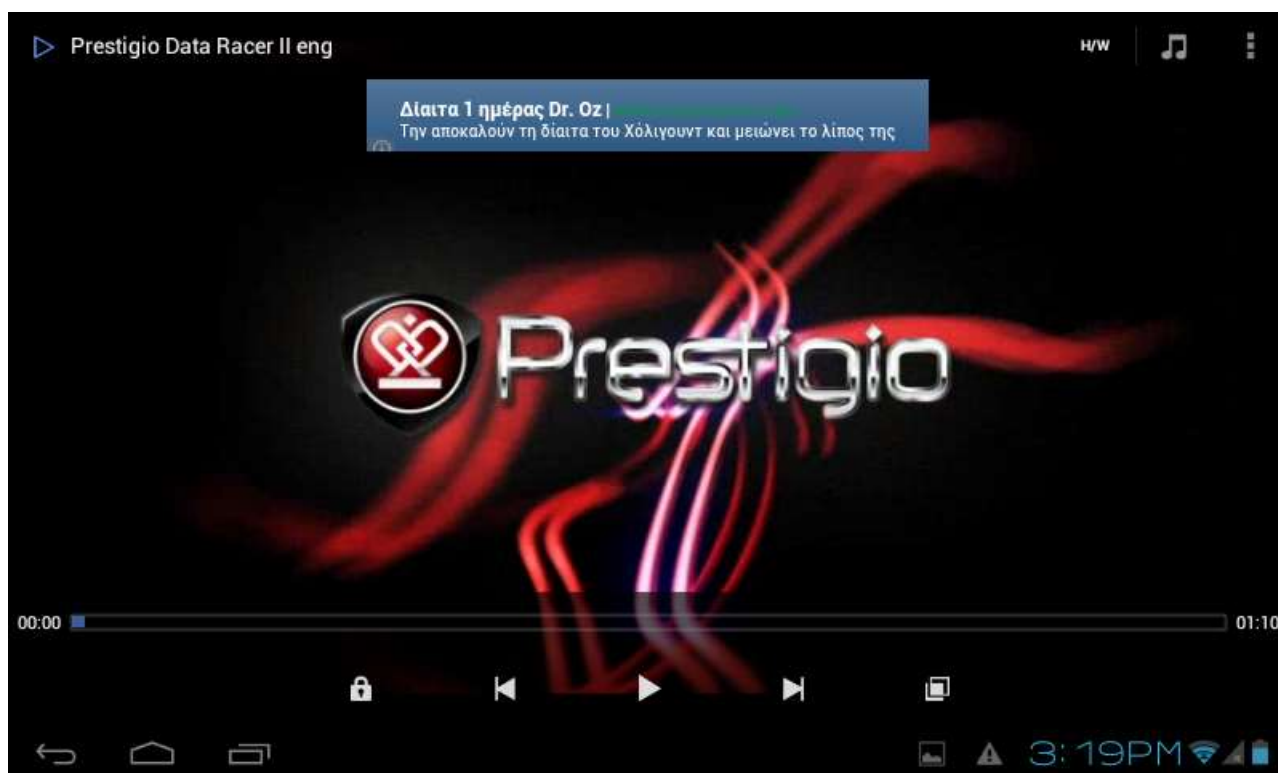 Prestigio Data Racer II eng
H/W
Δίαιτα 1 ημέρας Dr. Oz |
Την αποκαλούν τη δίαιτα του Χόλιγουντ και μειώνει το λίπος της
Prestigio
00:00
01:10
3:19PM